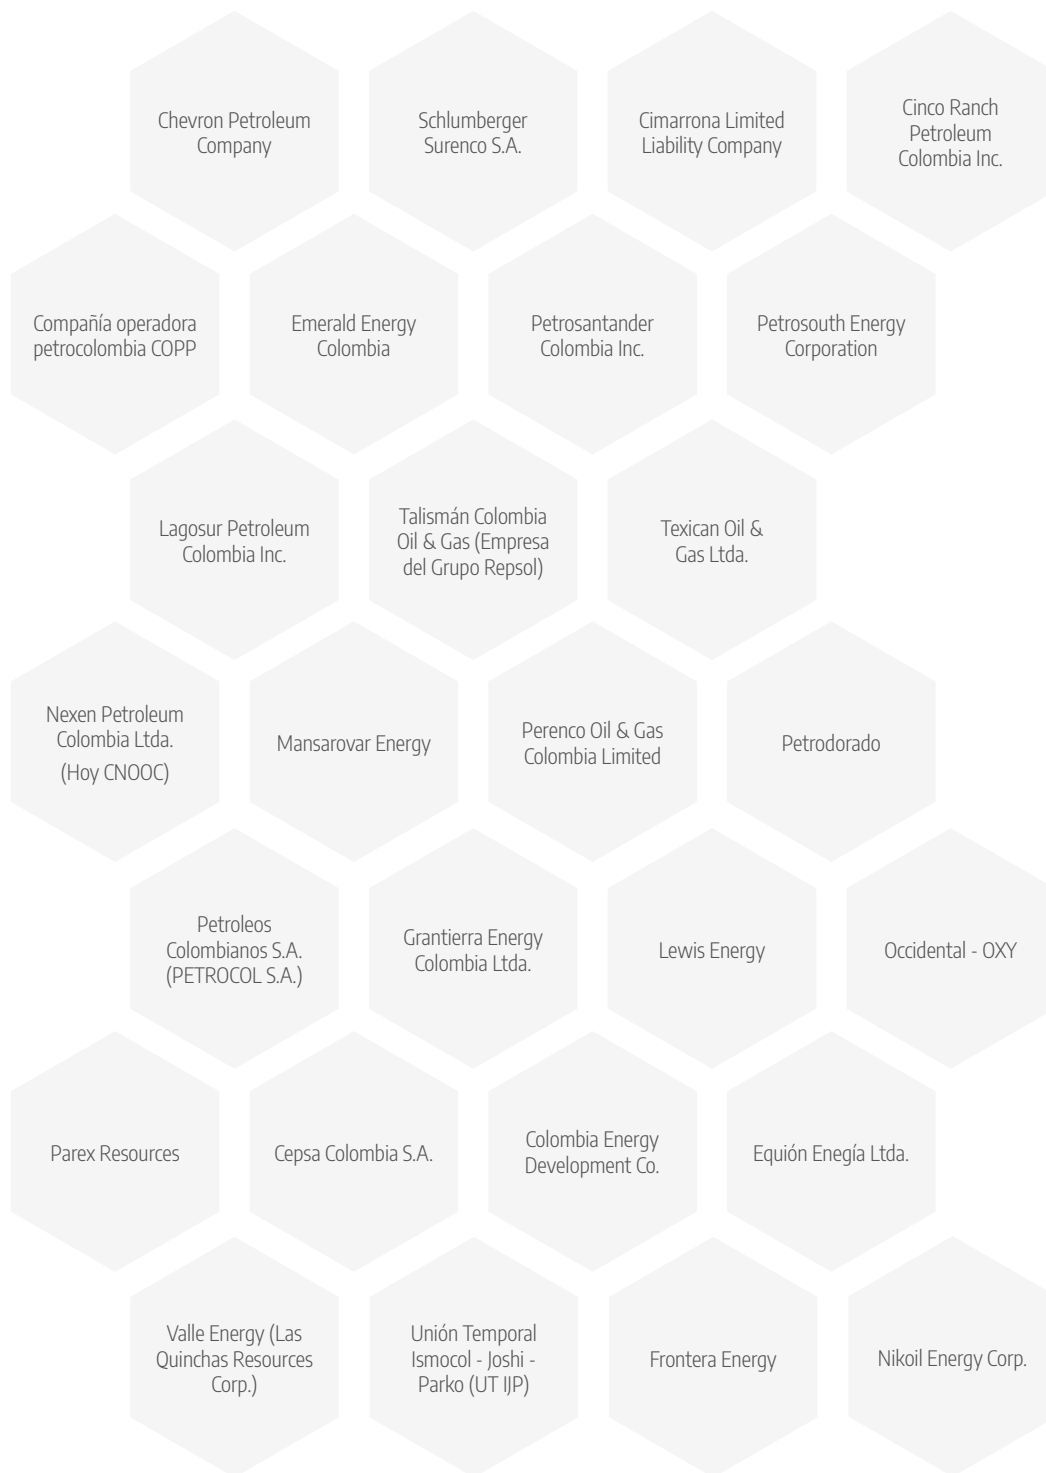 Chevron Petroleum
Company
Schlumberger
Surenco S.A.
Cimarrona Limited
Liability Company
Cinco Ranch
Petroleum
Colombia Inc.
Compañía operadora
petrocolombia COPP
Emerald Energy
Colombia
Petrosantander
Colombia Inc.
Petrosouth Energy
Corporation
Lagosur Petroleum
Colombia Inc.
Talismán Colombia
Oil & Gas (Empresa
del Grupo Repsol)
Texican Oil &
Gas Ltda.
Nexen Petroleum
Colombia Ltda.
(Hoy CNOOC)
Mansarovar Energy
Perenco Oil & Gas
Colombia Limited
Petrodorado
Petroleos
Colombianos S.A.
(PETROCOL S.A.)
Grantierra Energy
Colombia Ltda.
Lewis Energy
Occidental - OXY
Parex Resources
Cepsa Colombia S.A.
Colombia Energy
Development Co.
Equión Enegía Ltda.
Valle Energy (Las
Quinchas Resources
Corp.)
Unión Temporal
Ismocol - Joshi -
Parko (UT IJP)
Frontera Energy
Nikoil Energy Corp.